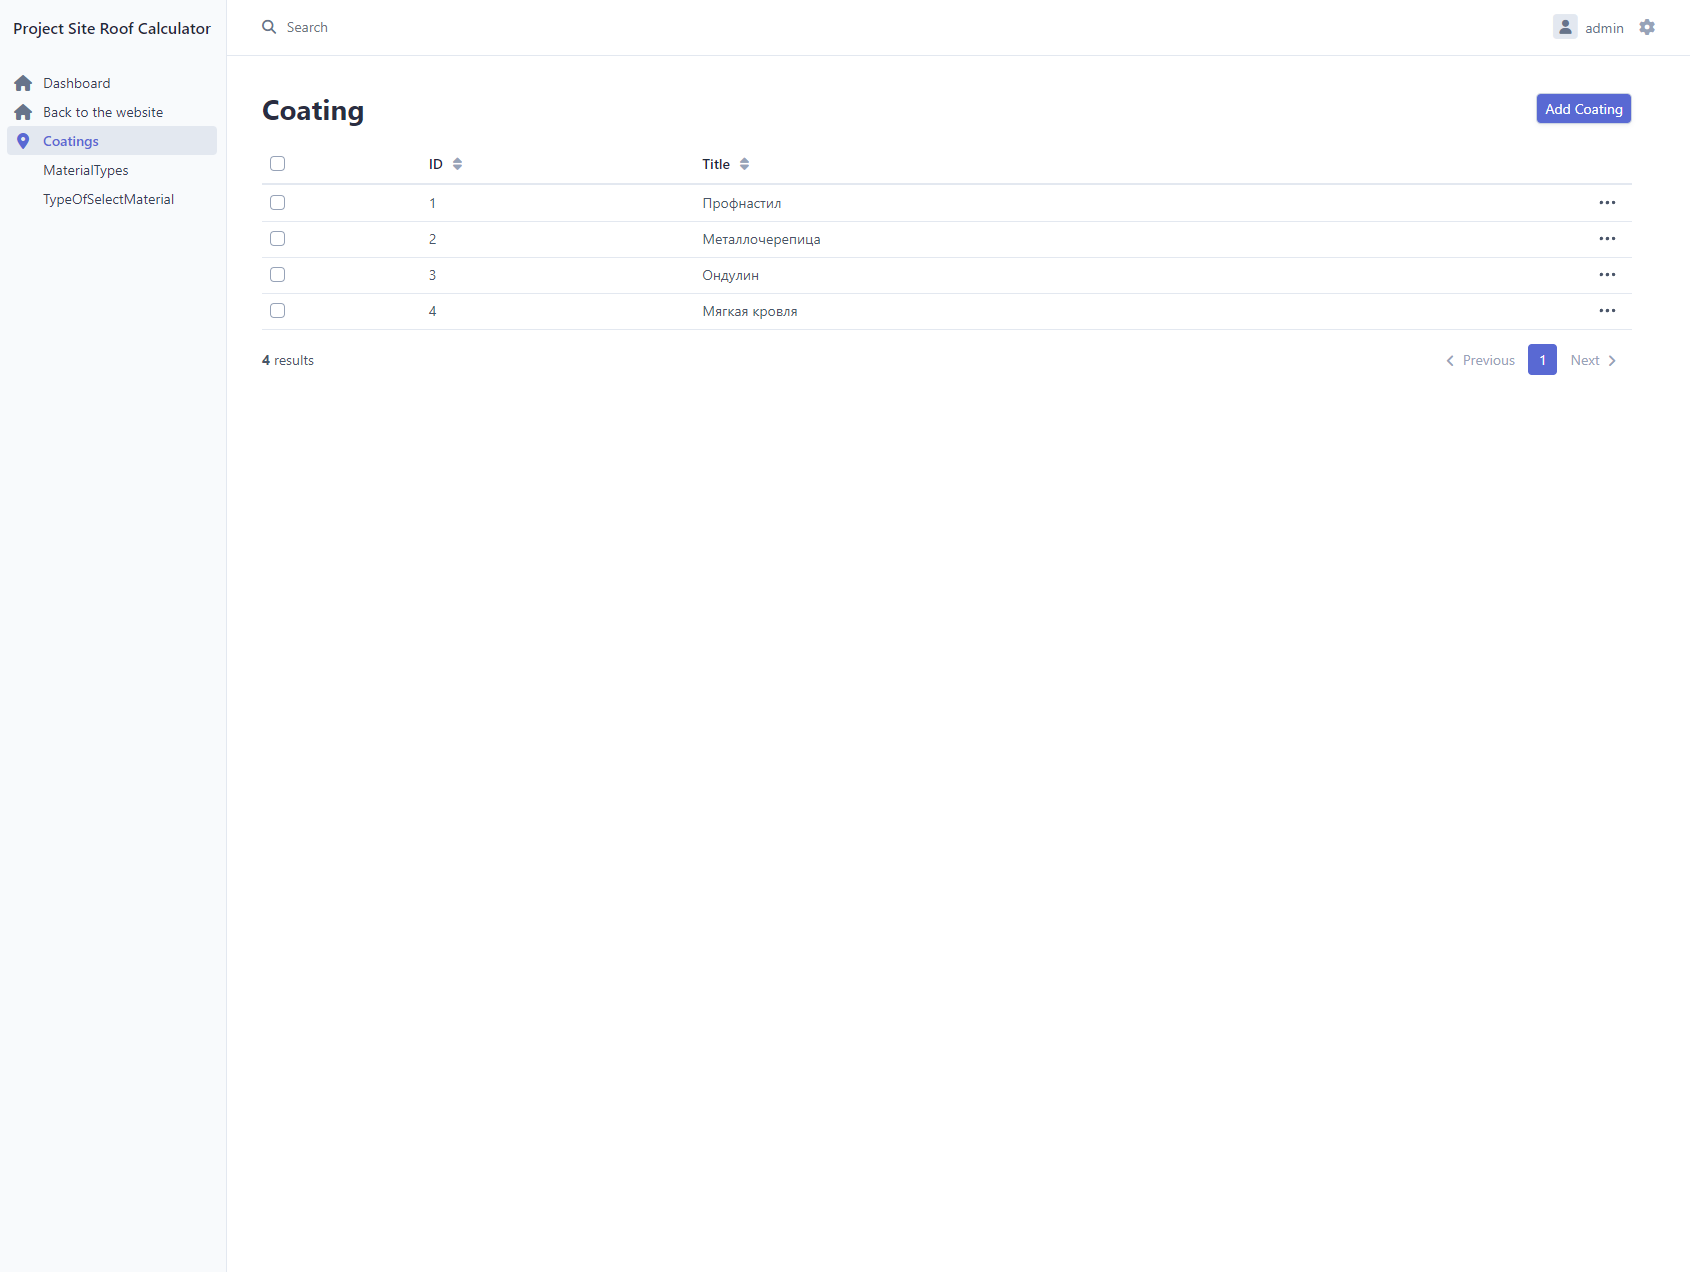 Project Site Roof Calculator
Search
admin
Dashboard
Back to the website
Coatings
MaterialTypes
TypeOfSelectMaterial
Coating
Add Coating
ID Title
1 Профнастил
2 Металлочерепица
3 Ондулин
4 Мягкая кровля
4 results
Previous 1 Next